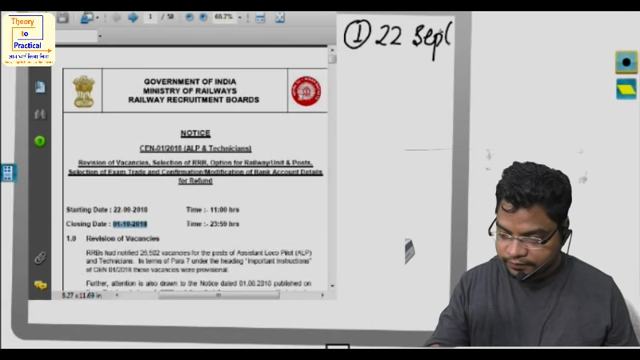 Theory
to
Practical
1 / 58
66.7%
① 22 Sept
GOVERNMENT OF INDIA
MINISTRY OF RAILWAYS
RAILWAY RECRUITMENT BOARDS
NOTICE
CEN-01/2018 (ALP & Technicians)
Revision of Vacancies, Selection of RRB, Option for Railway/Unit & Posts,
Selection of Exam Trade and Confirmation/Modification of Bank Account Details
for Refund
Starting Date : 22-09-2018 Time :- 11:00 hrs
Closing Date : 01-10-2018 Time :- 23:59 hrs
1.0 Revision of Vacancies
RRBs had notified 26,502 vacancies for the posts of Assistant Loco Pilot (ALP)
and Technicians. In terms of Para 7 under the heading "Important Instructions"
of CEN 01/2018 these vacancies were provisional.
Further, attention is also drawn to the Notice dated 01.08.2018 published on
8.27 x 11.69 in